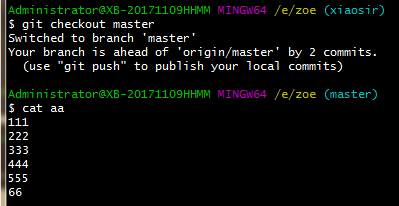 Administrator@XB-20171109HHMM MINGW64 /e/zoe (xiaosir)
$ git checkout master
Switched to branch 'master'
Your branch is ahead of 'origin/master' by 2 commits.
  (use "git push" to publish your local commits)

Administrator@XB-20171109HHMM MINGW64 /e/zoe (master)
$ cat aa
111
222
333
444
555
66